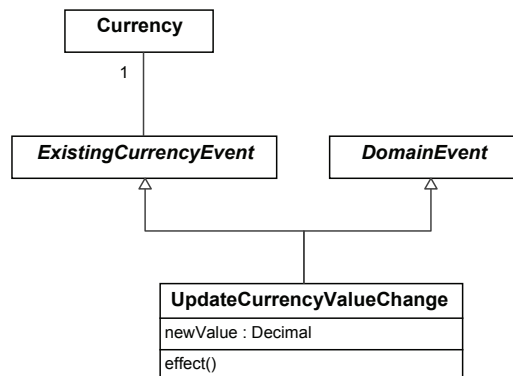 Currency
1
ExistingCurrencyEvent
DomainEvent
UpdateCurrencyValueChange
newValue : Decimal
effect()